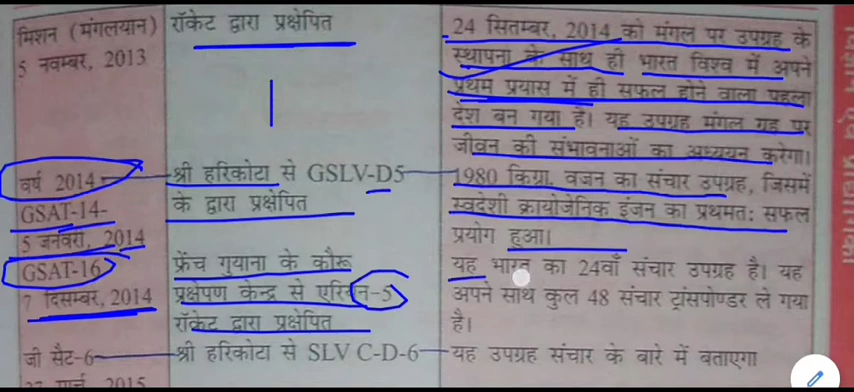 मिशन (मंगलयान) रॉकेट द्वारा प्रक्षेपित
5 नवम्बर, 2013
24 सितम्बर, 2014 को मंगल पर उपग्रह के
स्थापना के साथ ही भारत विश्व में अपने
प्रथम प्रयास में ही सफल होने वाला पहला
देश बन गया है। यह उपग्रह मंगल ग्रह पर
जीवन की संभावनाओं का अध्ययन करेगा।
वर्ष 2014
GSAT-14-
5 जनवरी, 2014
श्री हरिकोटा से GSLV-D5
के द्वारा प्रक्षेपित
1980 किग्रा. वजन का संचार उपग्रह, जिसमें
स्वदेशी क्रायोजेनिक इंजन का प्रथमत: सफल
प्रयोग हुआ।
GSAT-16
7 दिसम्बर, 2014
फ्रेंच गुयाना के कौरू
प्रक्षेपण केन्द्र से एरियन-5
रॉकेट द्वारा प्रक्षेपित
यह भारत का 24वाँ संचार उपग्रह है। यह
अपने साथ कुल 48 संचार ट्रांसपोण्डर ले गया
है।
जी सैट-6 श्री हरिकोटा से SLV C-D-6 यह उपग्रह संचार के बारे में बताएगा